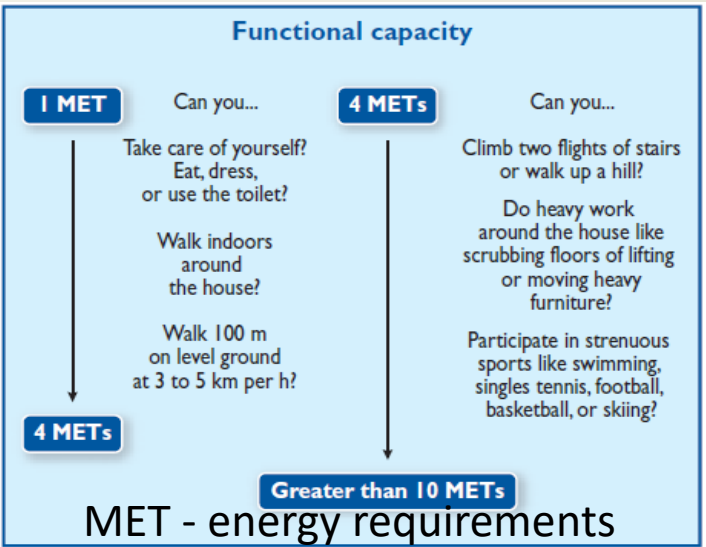 Functional capacity
1 MET
Can you...
Take care of yourself?
Eat, dress,
or use the toilet?
Walk indoors
around
the house?
Walk 100 m
on level ground
at 3 to 5 km per h?
4 METs
4 METs
Can you...
Climb two flights of stairs
or walk up a hill?
Do heavy work
around the house like
scrubbing floors of lifting
or moving heavy
furniture?
Participate in strenuous
sports like swimming,
singles tennis, football,
basketball, or skiing?
Greater than 10 METs
MET - energy requirements